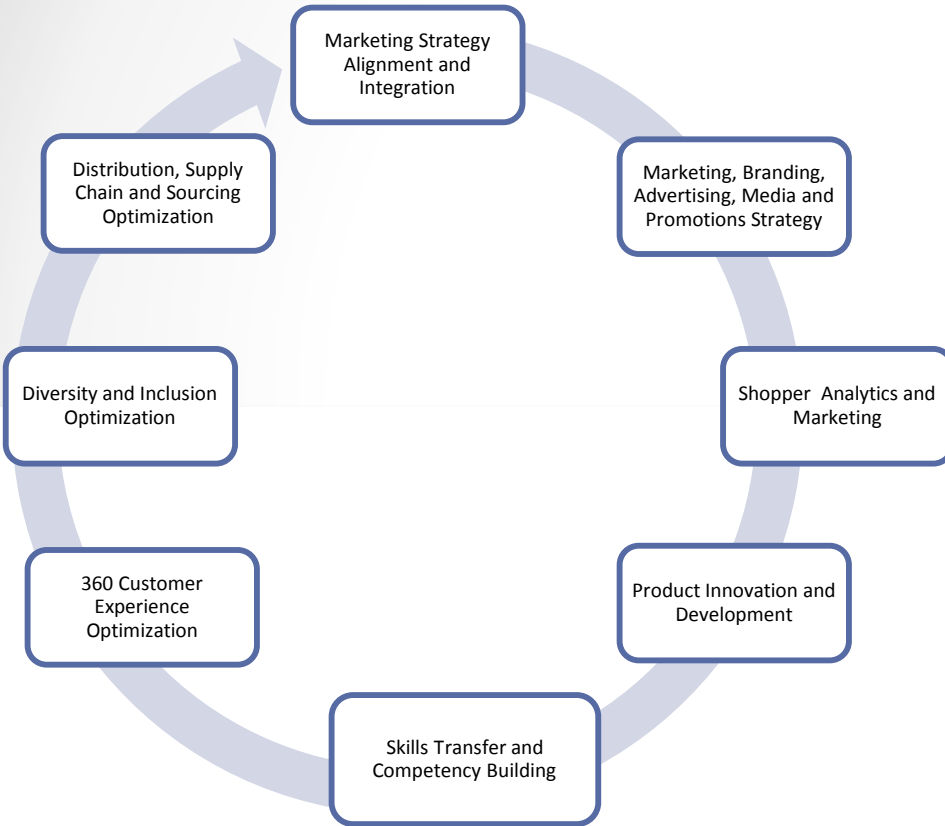 Marketing Strategy
Alignment and
Integration
Marketing, Branding,
Advertising, Media and
Promotions Strategy
Shopper  Analytics and
Marketing
Product Innovation and
Development
Skills Transfer and
Competency Building
360 Customer
Experience
Optimization
Diversity and Inclusion
Optimization
Distribution, Supply
Chain and Sourcing
Optimization